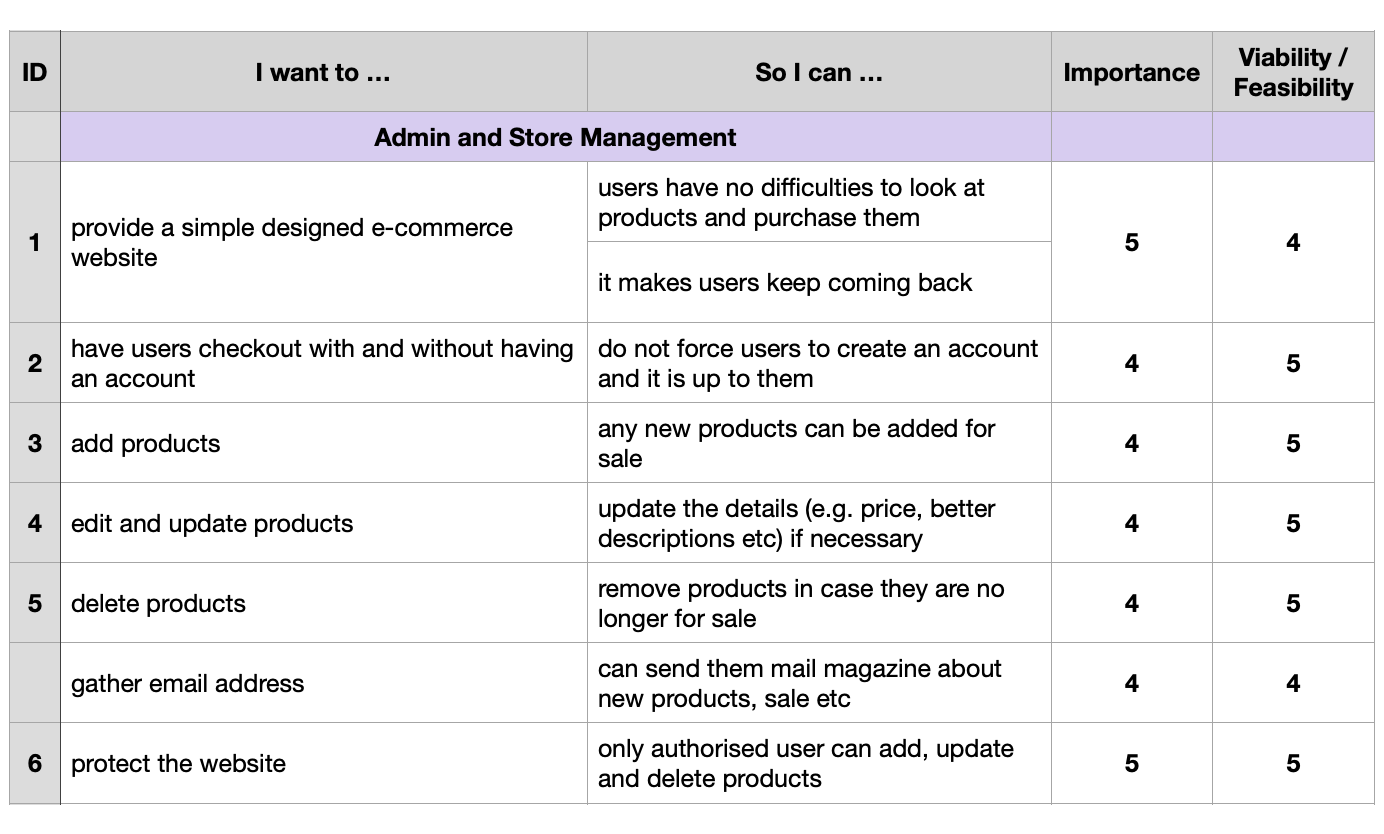 ID
I want to …
So I can …
Importance
Viability /
Feasibility
Admin and Store Management
1
provide a simple designed e-commerce
website
users have no difficulties to look at
products and purchase them
it makes users keep coming back
5
4
2
have users checkout with and without having
an account
do not force users to create an account
and it is up to them
4
5
3
add products
any new products can be added for
sale
4
5
4
edit and update products
update the details (e.g. price, better
descriptions etc) if necessary
4
5
5
delete products
remove products in case they are no
longer for sale
4
5
gather email address
can send them mail magazine about
new products, sale etc
4
4
6
protect the website
only authorised user can add, update
and delete products
5
5